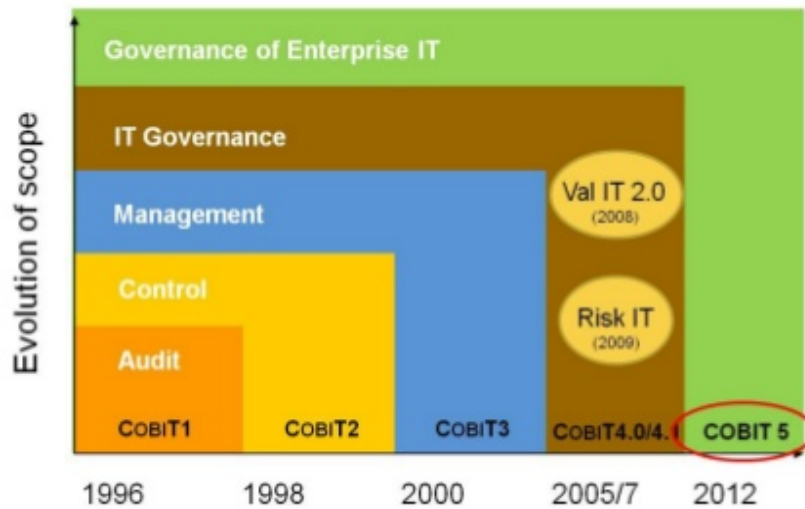 Governance of Enterprise IT
IT Governance
Val IT 2.0
(2008)
Management
Control
Risk IT
(2009)
Audit
COBIT1
COBIT2
COBIT3
COBIT4.0/4.1
COBIT 5
1996
1998
2000
2005/7
2012
Evolution of scope